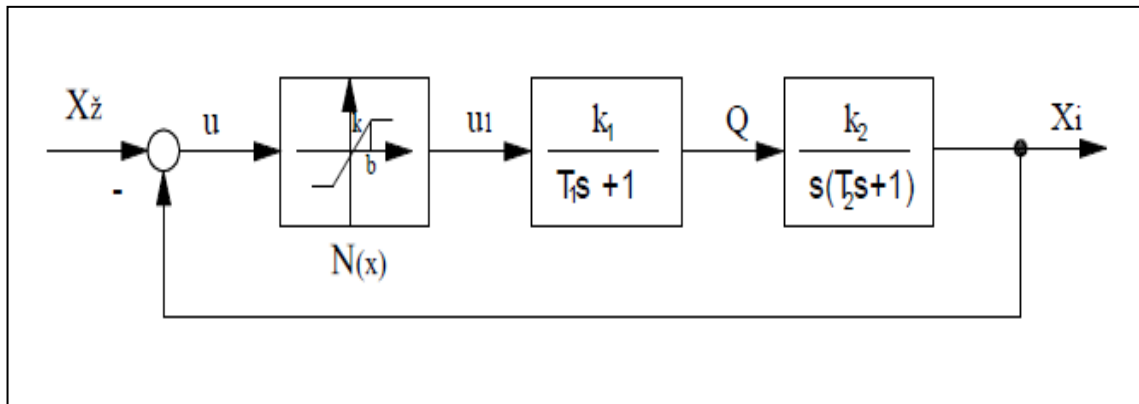 Xž
u
k
b
N(x)
u1
k1
T1s +1
Q
k2
s(T2s+1)
Xi
-